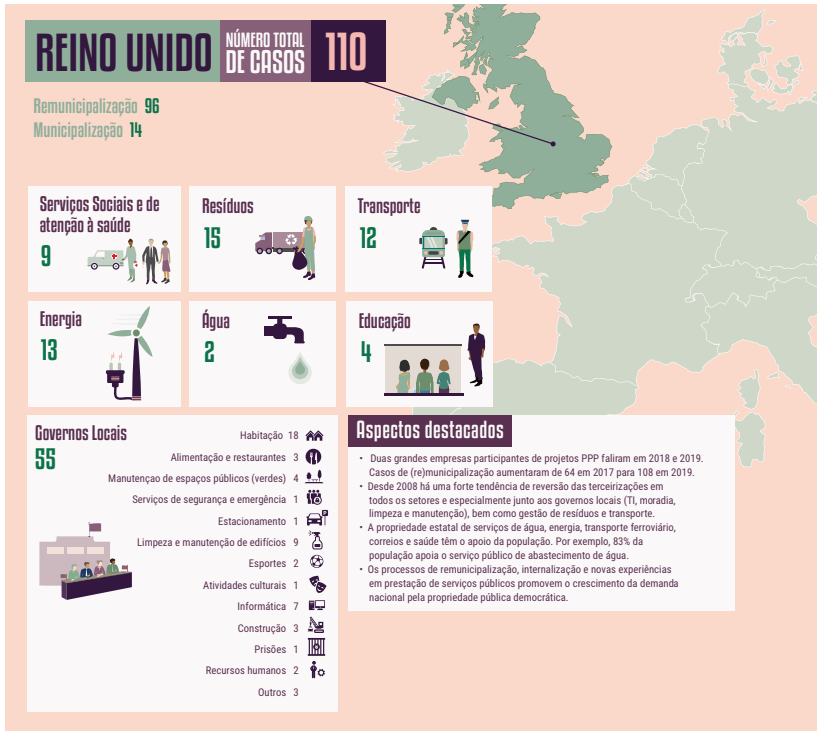 REINO UNIDO
NÚMERO TOTAL
DE CASOS
110
Remunicipalização 96
Municipalização 14
Serviços Sociais e de
atenção à saúde
9
Resíduos
15
Transporte
12
Energia
13
Água
2
Educação
4
Governos Locais
55
Habitação 18
Alimentação e restaurantes 3
Manutençao de espaços públicos (verdes) 4
Serviços de segurança e emergência 1
Estacionamento 1
P
Limpeza e manutenção de edifícios 9
Esportes 2
Atividades culturais 1
Informática 7
Construção 3
Prisões 1
Recursos humanos 2
Outros 3
Aspectos destacados
• Duas grandes empresas participantes de projetos PPP faliram em 2018 e 2019.
Casos de (re)municipalização aumentaram de 64 em 2017 para 108 em 2019.
• Desde 2008 há uma forte tendência de reversão das terceirizações em
todos os setores e especialmente junto aos governos locais (TI, moradia,
limpeza e manutenção), bem como gestão de resíduos e transporte.
• A propriedade estatal de serviços de água, energia, transporte ferroviário,
correios e saúde têm o apoio da população. Por exemplo, 83% da
população apoia o serviço público de abastecimento de água.
• Os processos de remunicipalização, internalização e novas experiências
em prestação de serviços públicos promovem o crescimento da demanda
nacional pela propriedade pública democrática.